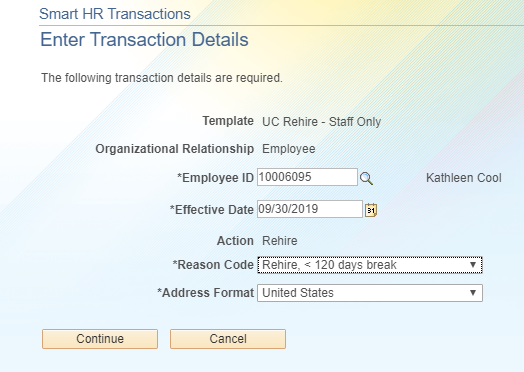 Smart HR Transactions
Enter Transaction Details
The following transaction details are required.
Template UC Rehire - Staff Only
Organizational Relationship Employee
*Employee ID 10006095 Kathleen Cool
*Effective Date 09/30/2019 31
Action Rehire
*Reason Code Rehire, < 120 days break
*Address Format United States
Continue Cancel